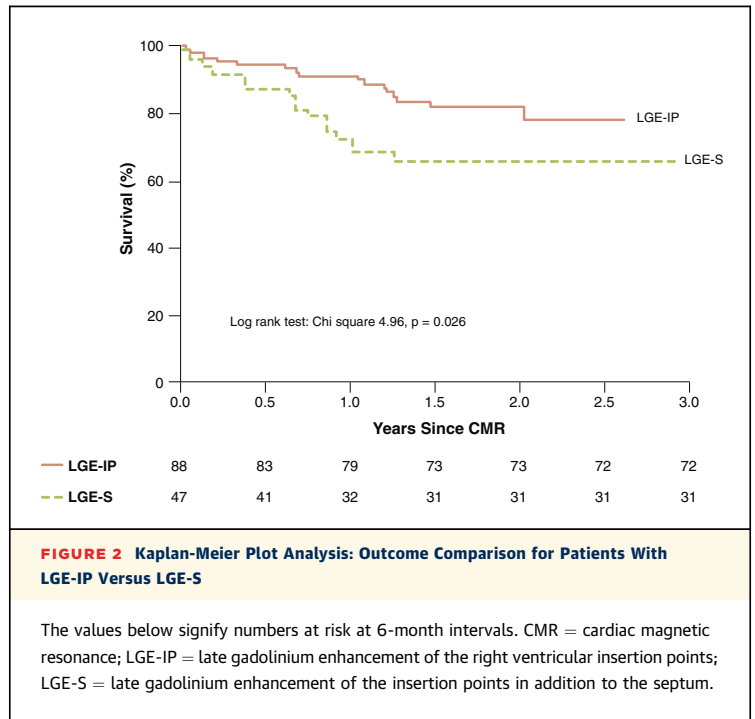 100
80
60
40
20
0
Survival (%)
LGE-IP
LGE-S
Log rank test: Chi square 4.96, p = 0.026
0.0 0.5 1.0 1.5 2.0 2.5 3.0
Years Since CMR
LGE-IP 88 83 79 73 73 72 72
LGE-S 47 41 32 31 31 31 31
FIGURE 2 Kaplan-Meier Plot Analysis: Outcome Comparison for Patients With
LGE-IP Versus LGE-S
The values below signify numbers at risk at 6-month intervals. CMR = cardiac magnetic
resonance; LGE-IP = late gadolinium enhancement of the right ventricular insertion points;
LGE-S = late gadolinium enhancement of the insertion points in addition to the septum.